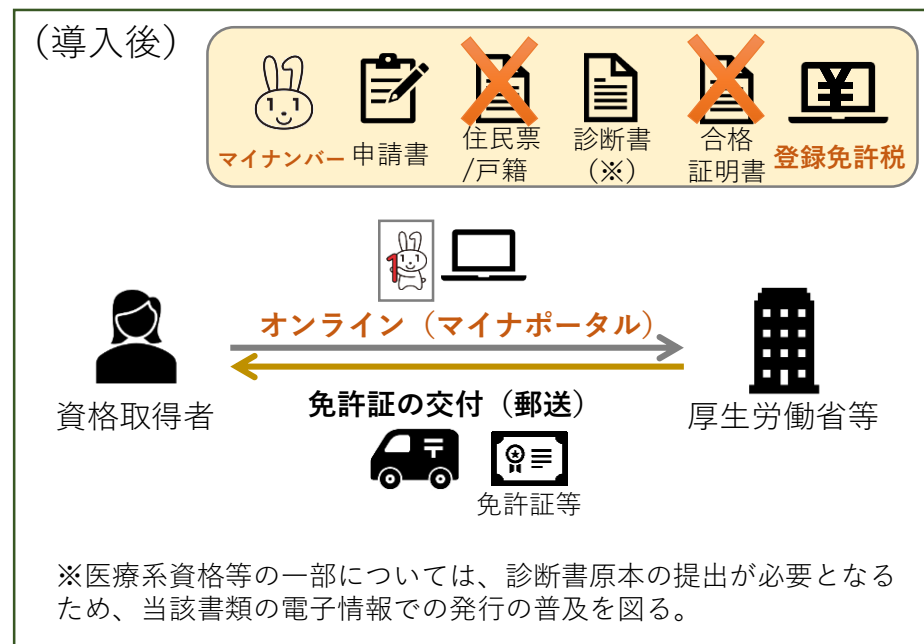 （導入後）
マイナンバー
申請書
住民票
/戸籍
診断書
（※）
合格
証明書
登録免許税
オンライン（マイナポータル）
免許証の交付（郵送）
資格取得者
厚生労働省等
免許証等
※医療系資格等の一部については、診断書原本の提出が必要となる
ため、当該書類の電子情報での発行の普及を図る。